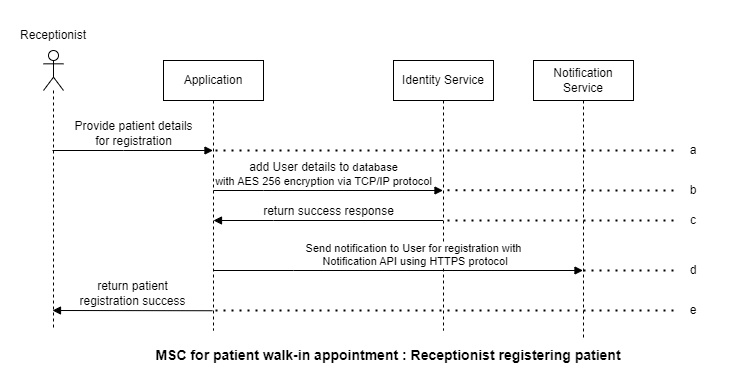 Receptionist
Application
Identity Service
Notification
Service
Provide patient details
for registration
a
add User details to database
with AES 256 encryption via TCP/IP protocol
b
return success response
c
Send notification to User for registration with
Notification API using HTTPS protocol
d
return patient
registration success
e
MSC for patient walk-in appointment : Receptionist registering patient